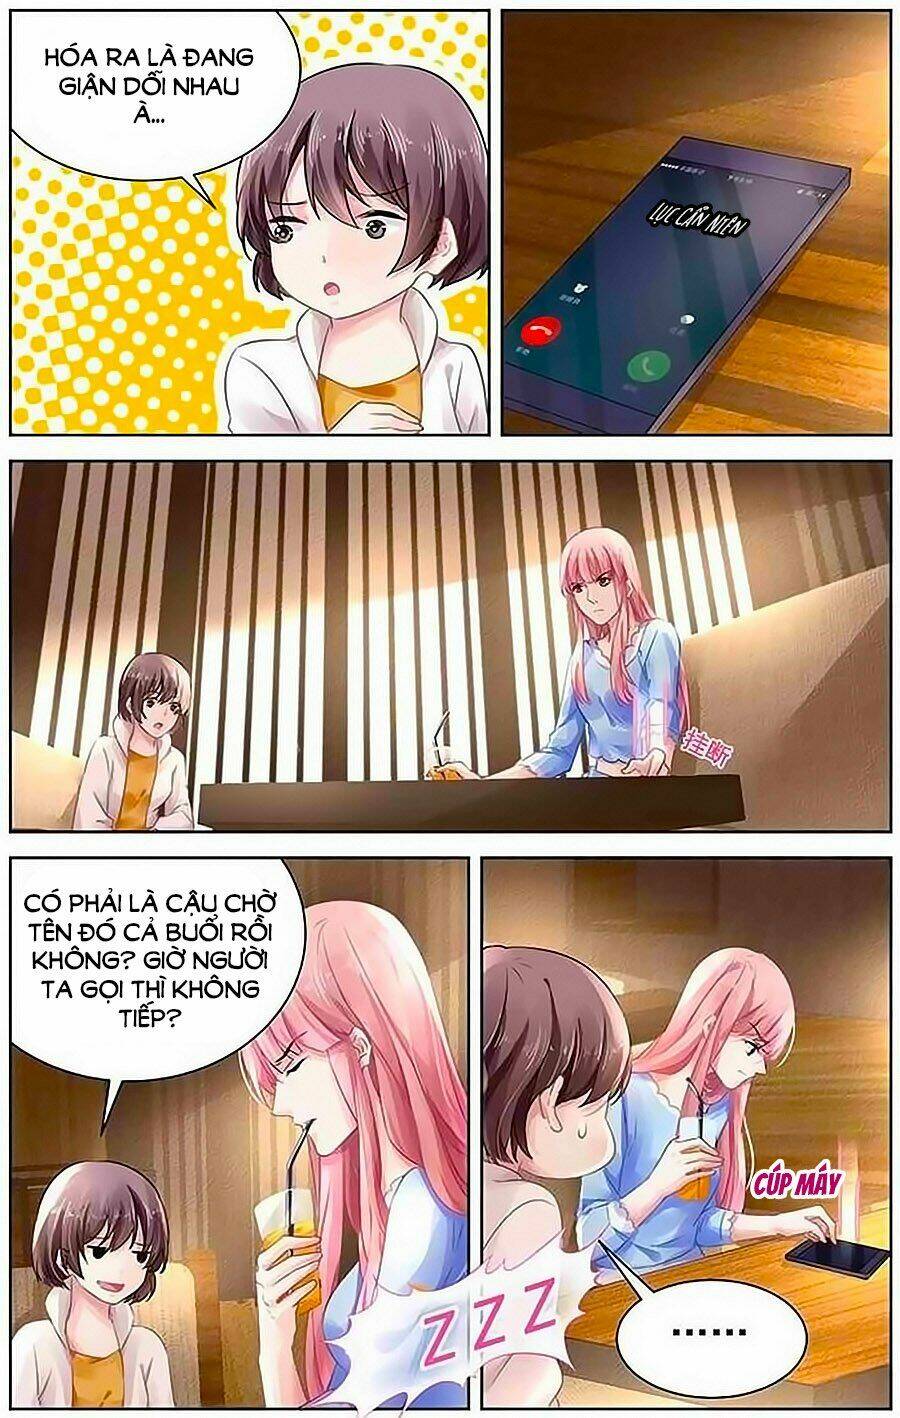 HÓA RA LÀ ĐANG
GIẬN DỖI NHAU
À...
LỤC CẨN NIÊN
挂断
CÓ PHẢI LÀ CẬU CHỜ
TÊN ĐÓ CẢ BUỔI RỒI
KHÔNG? GIỜ NGƯỜI
TA GỌI THÌ KHÔNG
TIẾP?
CÚP MÁY
ZZZ
......